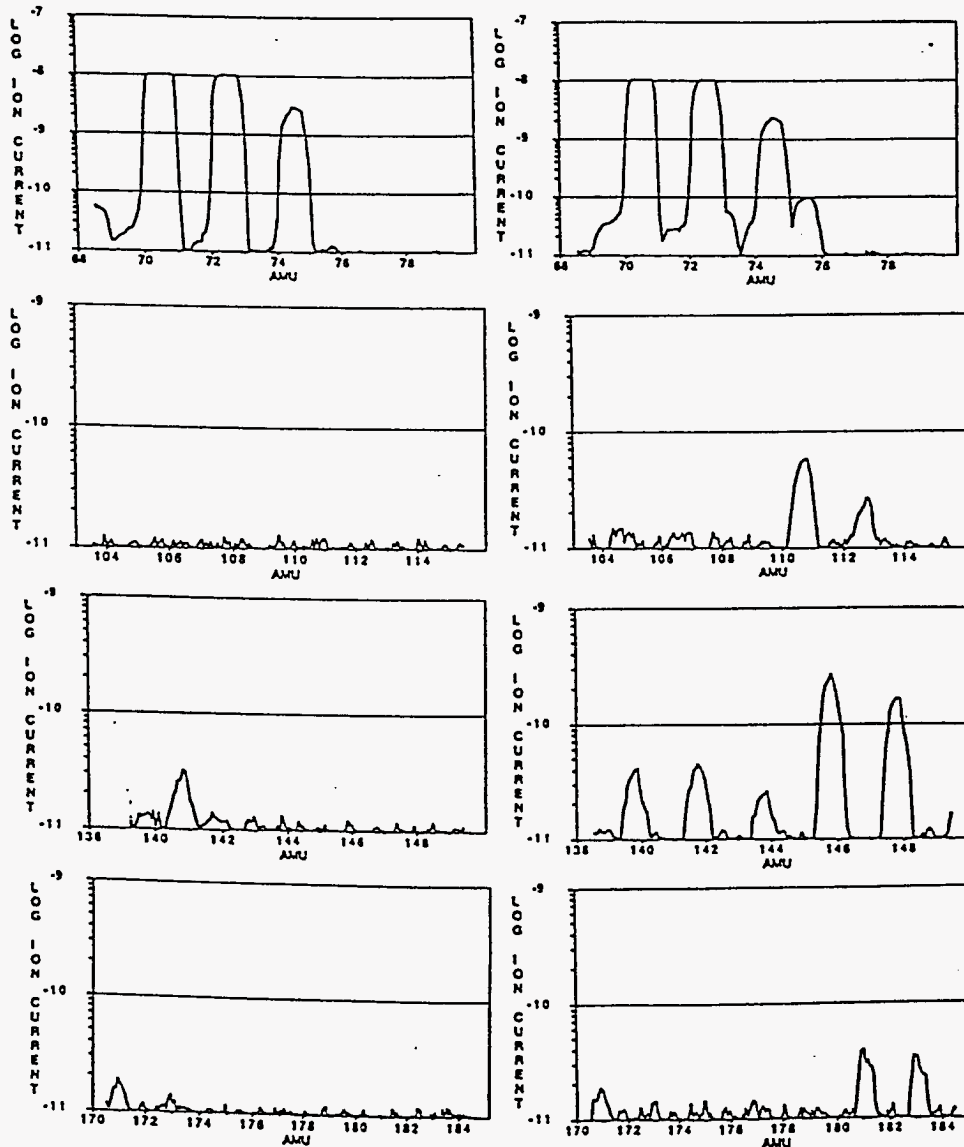 LOG ION CURRENT
-7
-8
-9
-10
-11
68 70 72 74 76 78
AMU
LOG ION CURRENT
-7
-8
-9
-10
-11
68 70 72 74 76 78
AMU
LOG ION CURRENT
-9
-10
-11
104 106 108 110 112 114
AMU
LOG ION CURRENT
-9
-10
-11
104 106 108 110 112 114
AMU
LOG ION CURRENT
-9
-10
-11
136 140 142 144 146 148
AMU
LOG ION CURRENT
-9
-10
-11
138 140 142 144 146 148
AMU
LOG ION CURRENT
-9
-10
-11
170 172 174 176 178 180 182 184
AMU
LOG ION CURRENT
-9
-10
-11
170 172 174 176 178 180 182 184
AMU